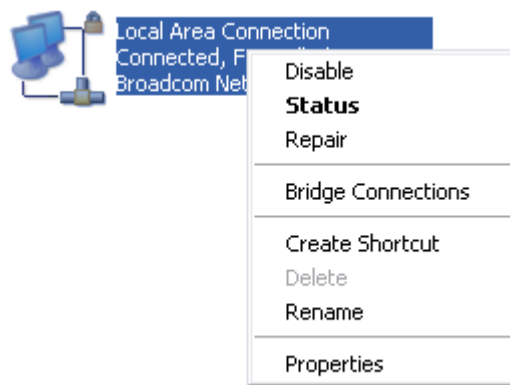 Local Area Connection
Connected, F
Broadcom Net
Disable
Status
Repair
Bridge Connections
Create Shortcut
Delete
Rename
Properties